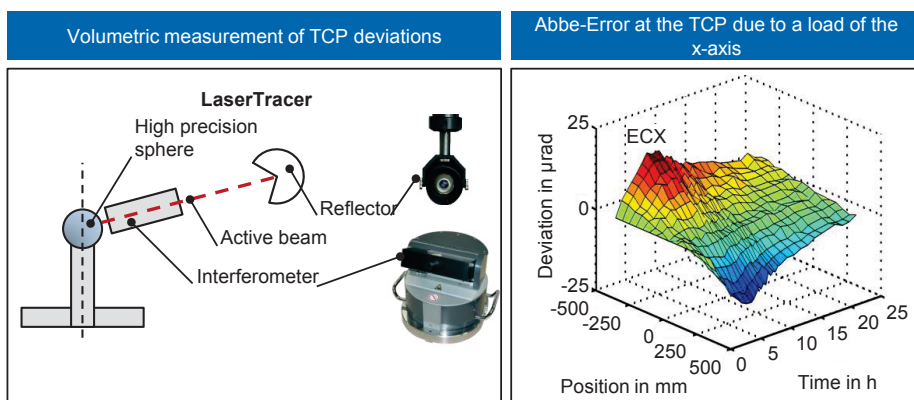 Volumetric measurement of TCP deviations
Abbe-Error at the TCP due to a load of the
x-axis
LaserTracer
High precision
sphere
Reflector
Active beam
Interferometer
ECX
Deviation in µrad
25
0
-25
-500
-250
0
250
500
Position in mm
0
5
10
15
20
25
Time in h